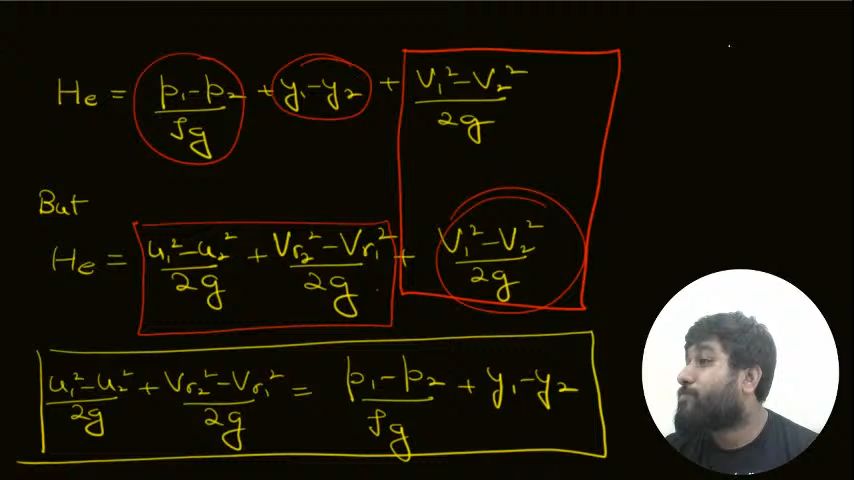 He = p₁-p₂/ρg + y₁-y₂ + V₁²-V₂²/2g
But
He = u₁²-u₂²/2g + Vr₂²-Vr₁²/2g + V₁²-V₂²/2g
u₁²-u₂²/2g + Vr₂²-Vr₁²/2g = p₁-p₂/ρg + y₁-y₂